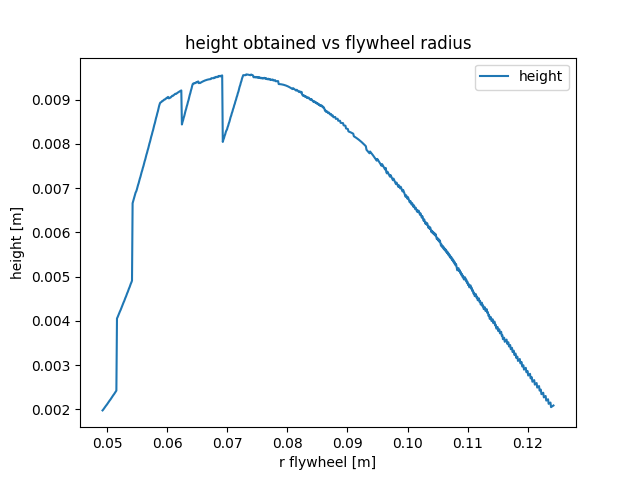 height obtained vs flywheel radius
height
height [m]
0.009
0.008
0.007
0.006
0.005
0.004
0.003
0.002
0.05 0.06 0.07 0.08 0.09 0.10 0.11 0.12
r flywheel [m]